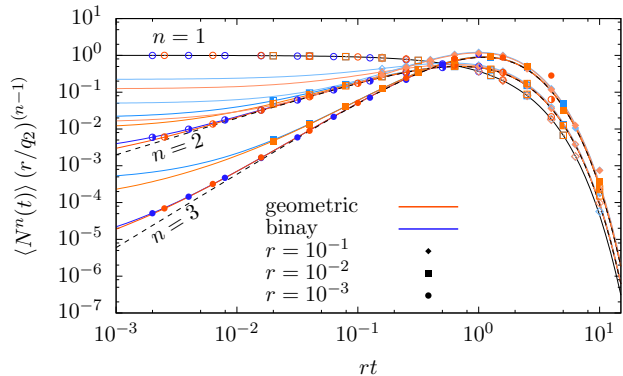 10^1
10^0
10^{-1}
10^{-2}
10^{-3}
10^{-4}
10^{-5}
10^{-6}
10^{-7}
⟨N^n(t)⟩ (r/q_2)^{(n−1)}
n = 1
n = 2
n = 3
geometric
binay
r = 10^{-1}
r = 10^{-2}
r = 10^{-3}
10^{-3} 10^{-2} 10^{-1} 10^0 10^1
rt